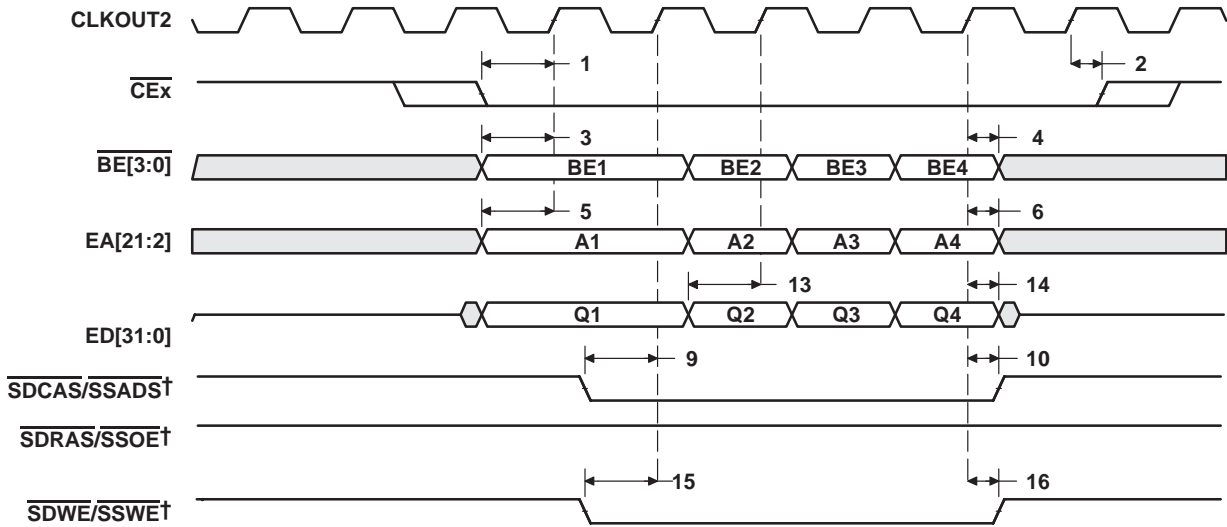 CLKOUT2
1 2
CEx
3 4
BE[3:0] BE1 BE2 BE3 BE4
5 6
EA[21:2] A1 A2 A3 A4
13 14
ED[31:0] Q1 Q2 Q3 Q4
9 10
SDCAS/SSADS†
SDRAS/SSOE†
15 16
SDWE/SSWE†